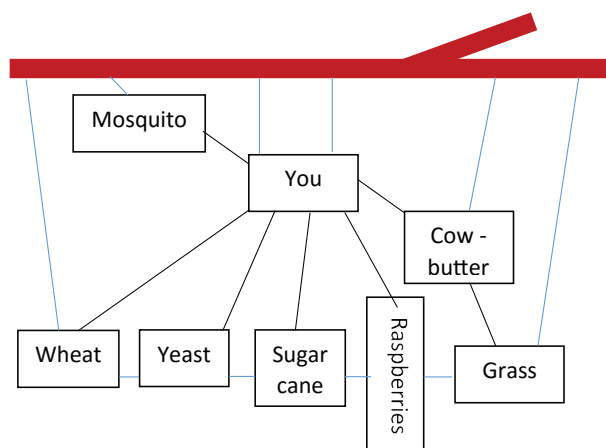 Mosquito
You
Cow -
butter
Wheat
Yeast
Sugar
cane
Raspberries
Grass